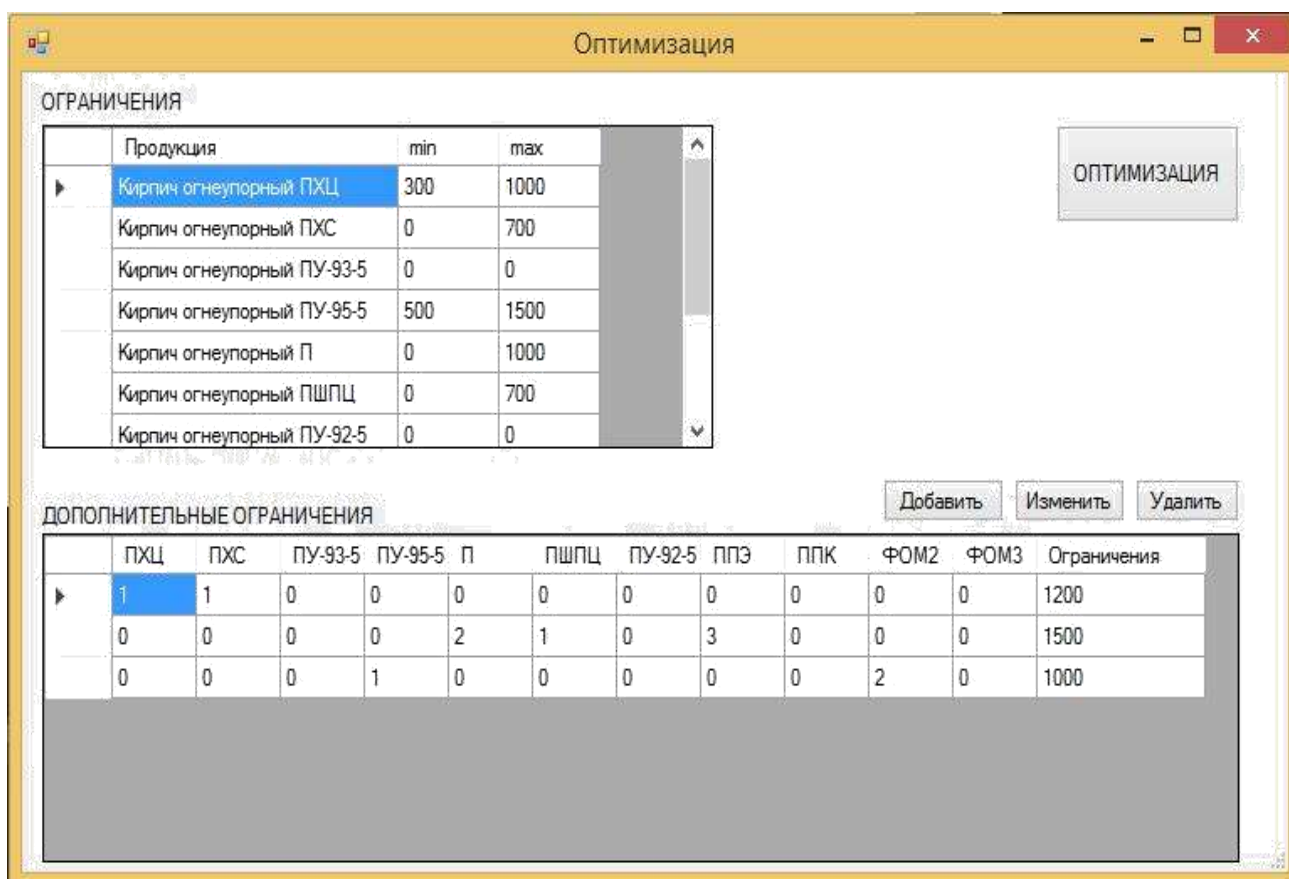 Оптимизация
ОГРАНИЧЕНИЯ
Продукция min max
Кирпич огнеупорный ПХЦ 300 1000
Кирпич огнеупорный ПХС 0 700
Кирпич огнеупорный ПУ-93-5 0 0
Кирпич огнеупорный ПУ-95-5 500 1500
Кирпич огнеупорный П 0 1000
Кирпич огнеупорный ПШПЦ 0 700
Кирпич огнеупорный ПУ-92-5 0 0
ОПТИМИЗАЦИЯ
Добавить Изменить Удалить
ДОПОЛНИТЕЛЬНЫЕ ОГРАНИЧЕНИЯ
ПХЦ ПХС ПУ-93-5 ПУ-95-5 П ПШПЦ ПУ-92-5 ППЭ ППК ФОМ2 ФОМ3 Ограничения
1 1 0 0 0 0 0 0 0 0 0 1200
0 0 0 0 2 1 0 3 0 0 0 1500
0 0 0 1 0 0 0 0 0 2 0 1000